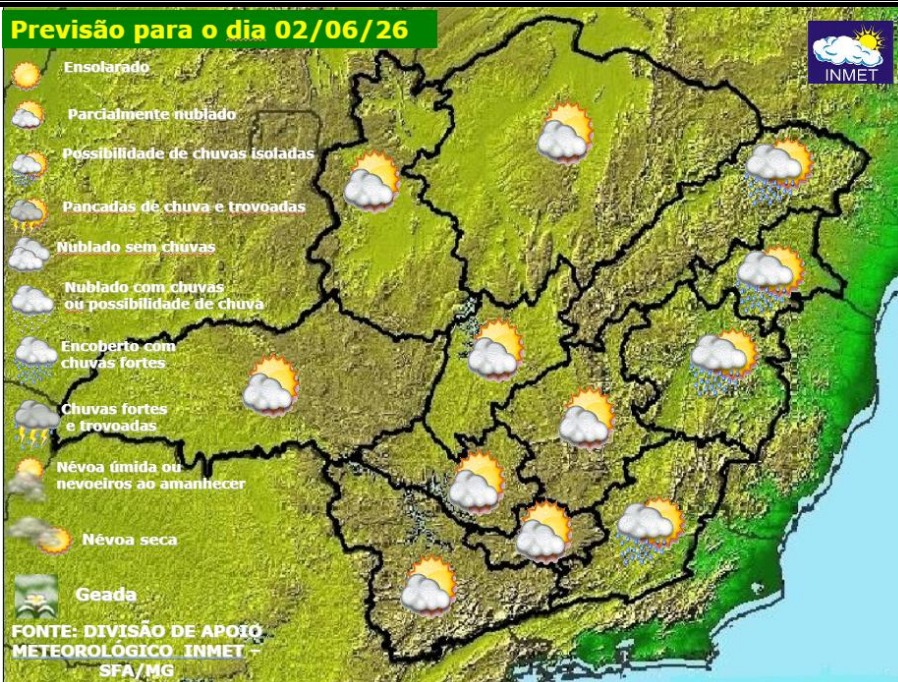 Previsão para o dia 02/06/26
INMET
Ensolarado
Parcialmente nublado
Possibilidade de chuvas isoladas
Pancadas de chuva e trovoadas
Nublado sem chuvas
Nublado com chuvas
ou possibilidade de chuva
Encoberto com
chuvas fortes
Chuvas fortes
e trovoadas
Névoa úmida ou
nevoeiros ao amanhecer
Névoa seca
Geada
FONTE: DIVISÃO DE APOIO
METEOROLÓGICO INMET –
SFA/MG